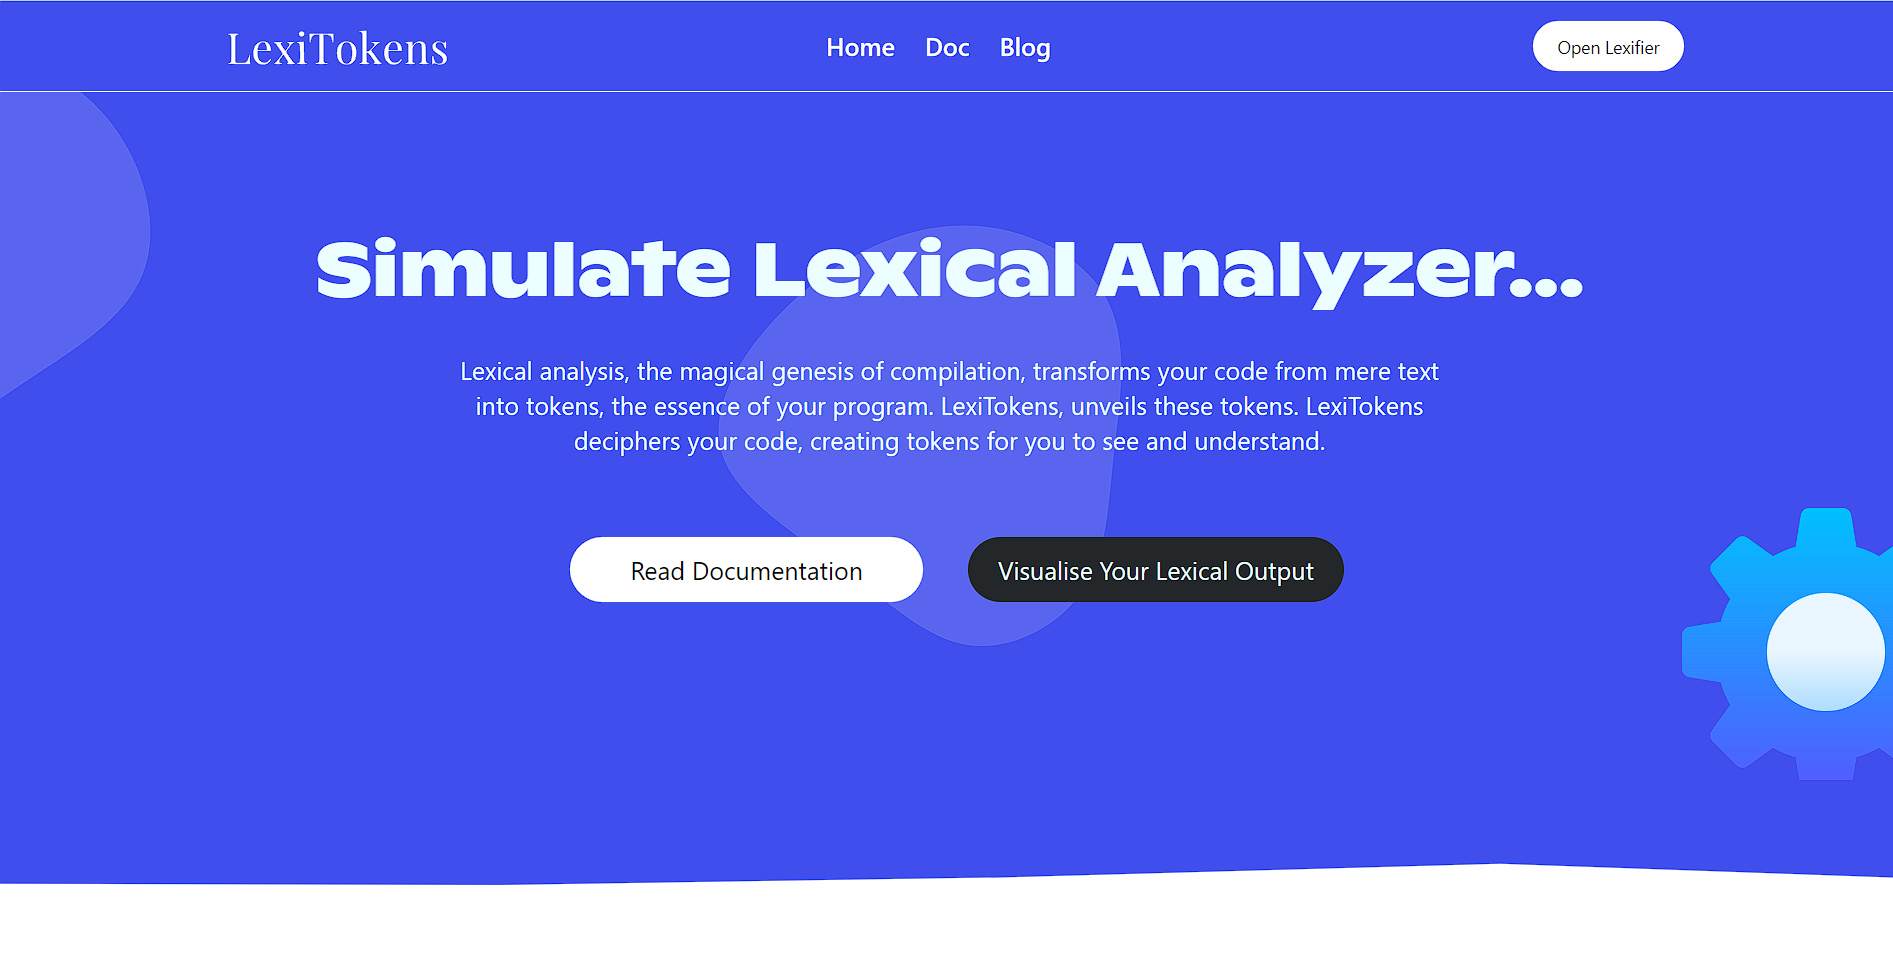 LexiTokens
Home Doc Blog
Open Lexifier
Simulate Lexical Analyzer...
Lexical analysis, the magical genesis of compilation, transforms your code from mere text
into tokens, the essence of your program. LexiTokens, unveils these tokens. LexiTokens
deciphers your code, creating tokens for you to see and understand.
Read Documentation
Visualise Your Lexical Output